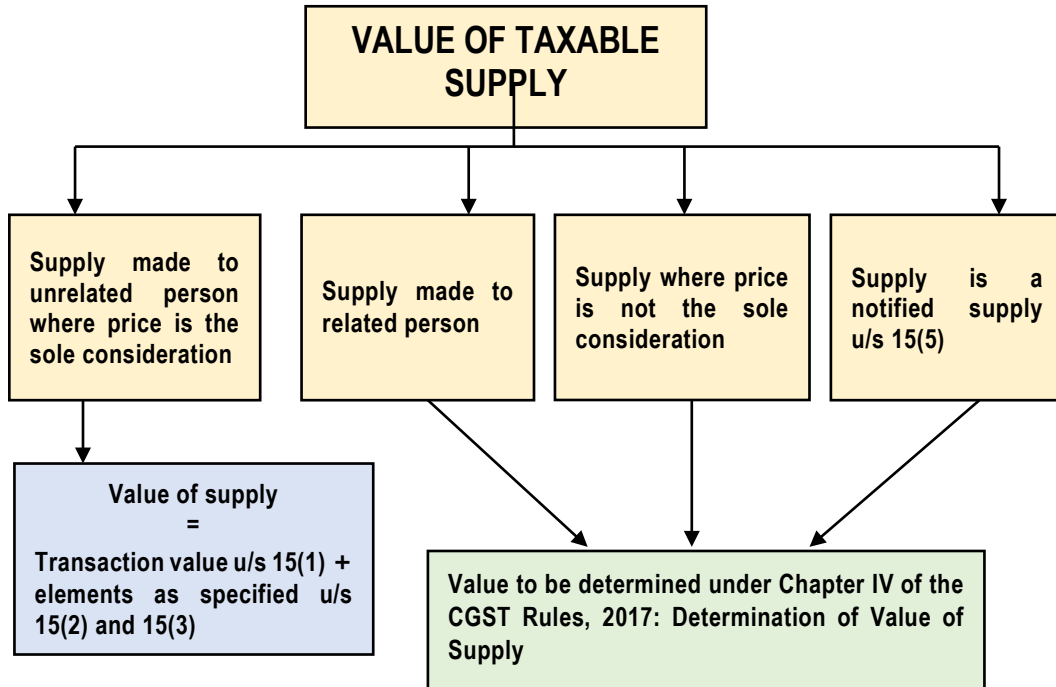 VALUE OF TAXABLE
SUPPLY
Supply made to
unrelated person
where price is the
sole consideration
Supply made to
related person
Supply where price
is not the sole
consideration
Supply is a
notified supply
u/s 15(5)
Value of supply
=
Transaction value u/s 15(1) +
elements as specified u/s
15(2) and 15(3)
Value to be determined under Chapter IV of the
CGST Rules, 2017: Determination of Value of
Supply